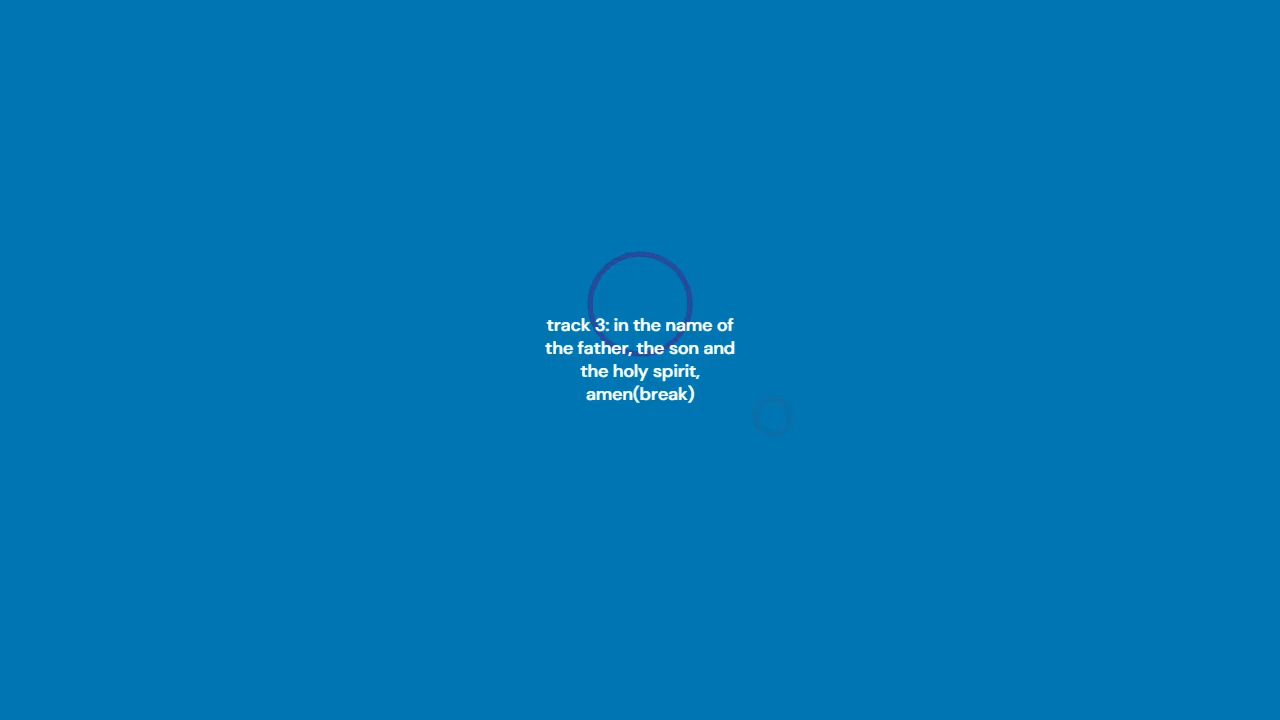 track 3: in the name of
the father, the son and
the holy spirit,
amen(break)